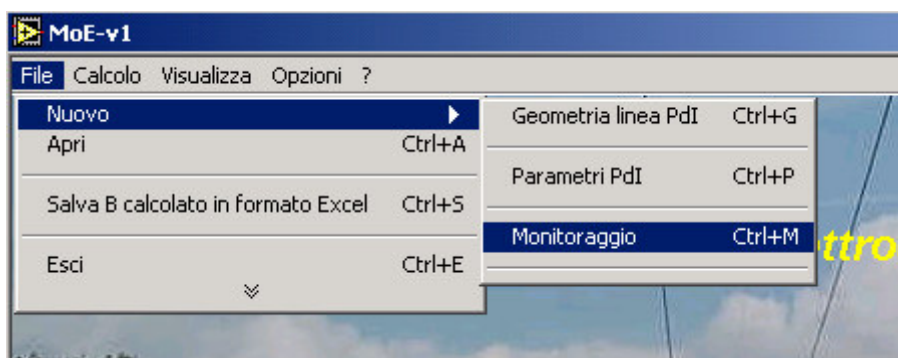 MoE-v1
File Calcolo Visualizza Opzioni ?
Nuovo
Apri Ctrl+A
Salva B calcolato in formato Excel Ctrl+S
Esci Ctrl+E
Geometria linea PdI Ctrl+G
Parametri PdI Ctrl+P
Monitoraggio Ctrl+M
ttro